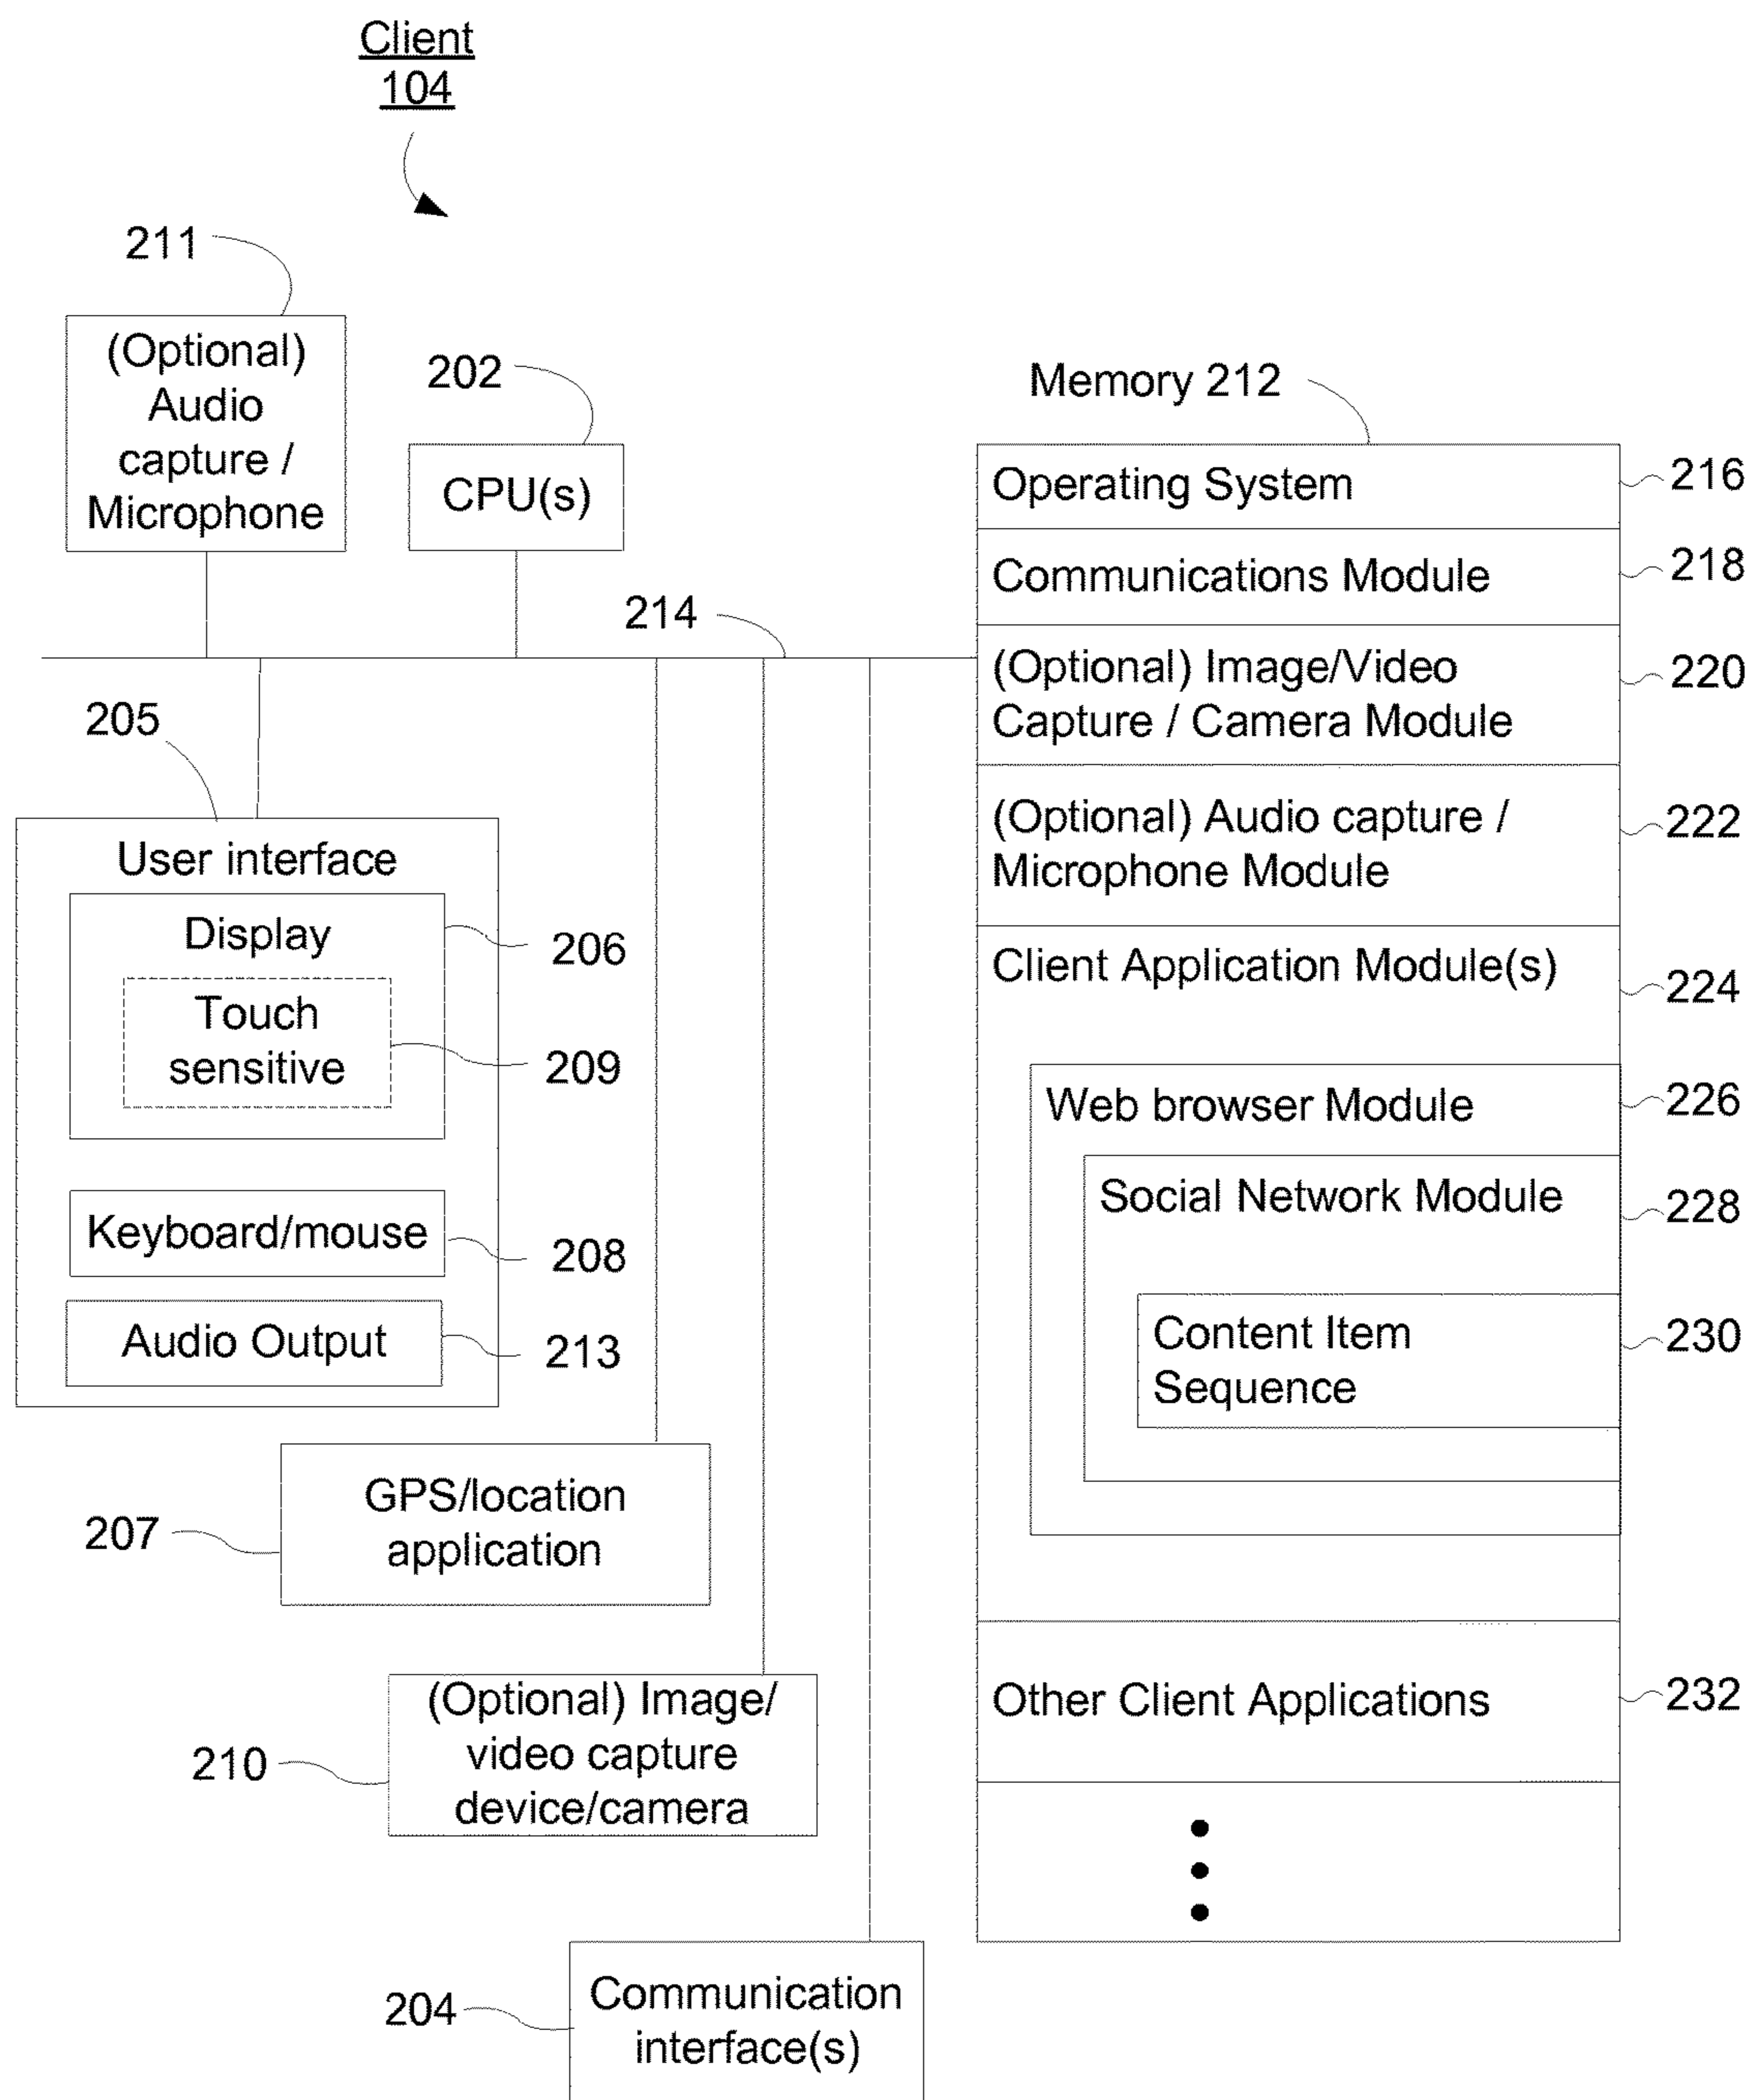 Client
104
211
(Optional)
Audio
capture /
Microphone
202
CPU(s)
214
205
User interface
Display
206
Touch
sensitive
209
Keyboard/mouse
208
Audio Output
213
GPS/location
application
207
(Optional) Image/
video capture
device/camera
210
Communication
interface(s)
204
Memory 212
Operating System
216
Communications Module
218
(Optional) Image/Video
Capture / Camera Module
220
(Optional) Audio capture /
Microphone Module
222
Client Application Module(s)
224
Web browser Module
226
Social Network Module
228
Content Item
Sequence
230
Other Client Applications
232